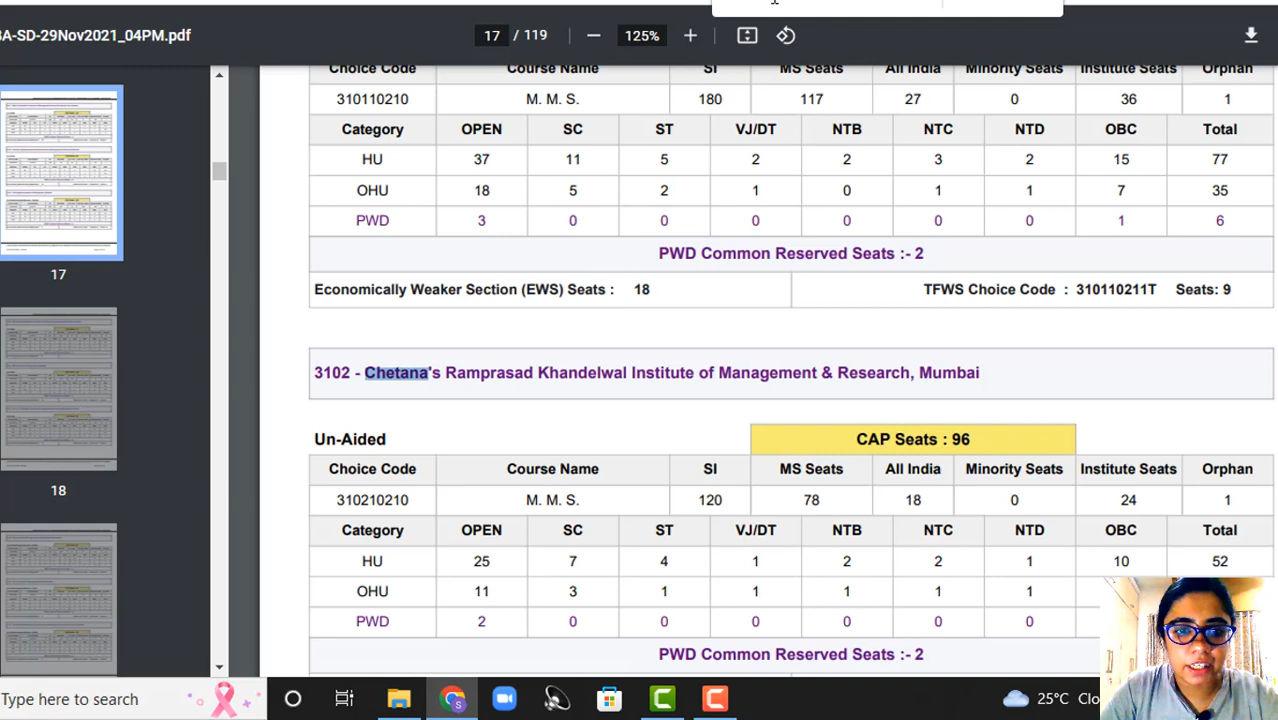 BA-SD-29Nov2021_04PM.pdf
17 / 119 125%
Choice Code Course Name SI MS Seats All India Minority Seats Institute Seats Orphan
310110210 M. M. S. 180 117 27 0 36 1
Category OPEN SC ST VJ/DT NTB NTC NTD OBC Total
HU 37 11 5 2 2 3 2 15 77
OHU 18 5 2 1 0 1 1 7 35
PWD 3 0 0 0 0 0 0 1 6
PWD Common Reserved Seats :- 2
Economically Weaker Section (EWS) Seats : 18 TFWS Choice Code : 310110211T Seats: 9
17
3102 - Chetana's Ramprasad Khandelwal Institute of Management & Research, Mumbai
Un-Aided CAP Seats : 96
Choice Code Course Name SI MS Seats All India Minority Seats Institute Seats Orphan
18
310210210 M. M. S. 120 78 18 0 24 1
Category OPEN SC ST VJ/DT NTB NTC NTD OBC Total
HU 25 7 4 1 2 2 1 10 52
OHU 11 3 1 1 1 1 1
PWD 2 0 0 0 0 0 0
PWD Common Reserved Seats :- 2
Type here to search 25°C Clo